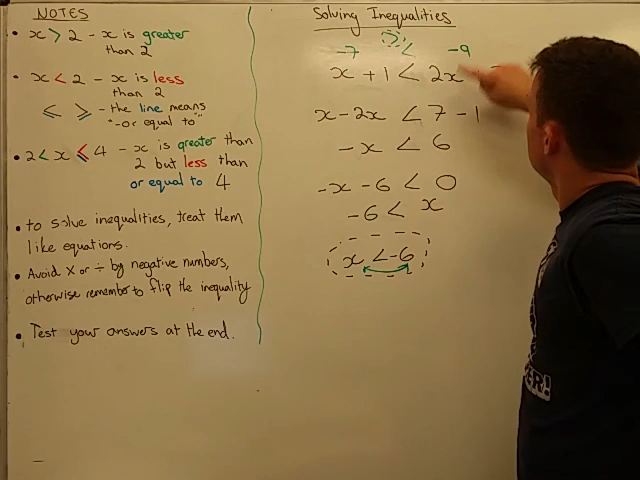 NOTES
• x > 2 - x is greater
than 2
• x < 2 - x is less
than 2
≤ ≥ - the line means
"-or equal to"
• 2 < x ≤ 4 - x is greater than
2 but less than
or equal to 4
• to solve inequalities, treat them
like equations.
• Avoid × or ÷ by negative numbers,
otherwise remember to flip the inequality
• Test your answers at the end.
Solving Inequalities
-7 > < -9
x + 1 < 2x
x - 2x < 7 - 1
-x < 6
-x - 6 < 0
-6 < x
x < -6